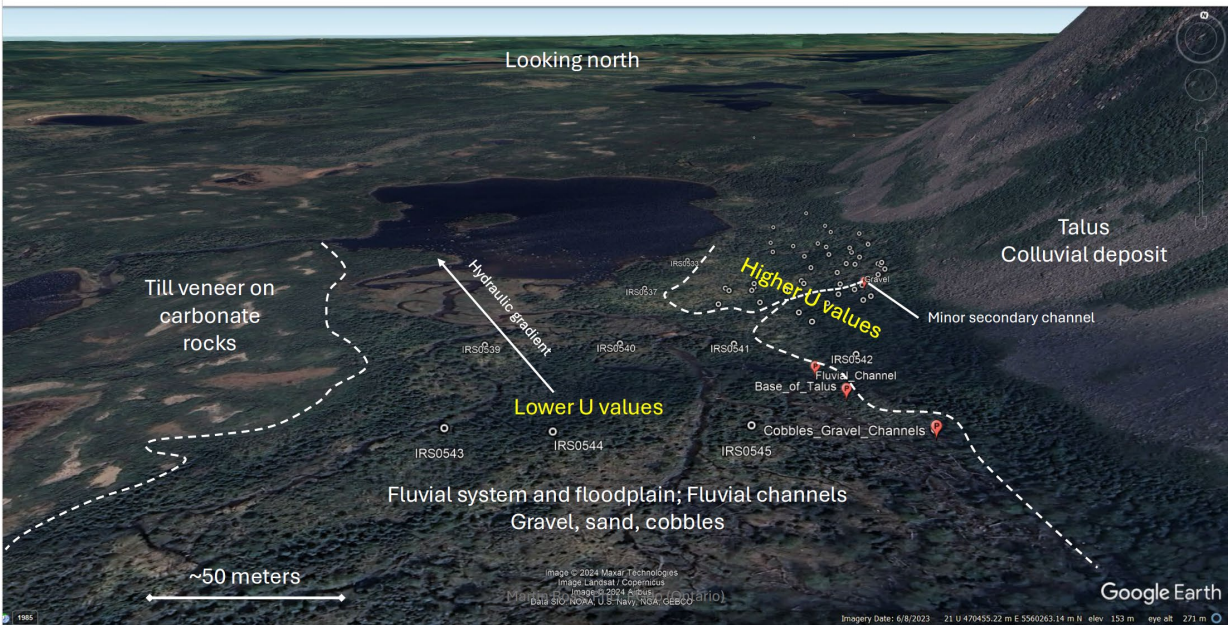 Looking north
N
Talus
Colluvial deposit
Till veneer on
carbonate
rocks
Hydraulic gradient
IRS0533
IRS0537
Higher U values
Gravel
Minor secondary channel
IRS0539
IRS0540
IRS0541
IRS0542
Fluvial_Channel
Base_of_Talus
Lower U values
Cobbles_Gravel_Channels
IRS0543
IRS0544
IRS0545
Fluvial system and floodplain; Fluvial channels
Gravel, sand, cobbles
~50 meters
Image © 2024 Maxar Technologies
Image Landsat / Copernicus
Image © 2024 Airbus
Data SIO, NOAA, U.S. Navy, NGA, GEBCO
(Ontario)
Google Earth
1985
Imagery Date: 6/8/2023 21 U 470455.22 m E 5560263.14 m N elev 153 m eye alt 271 m